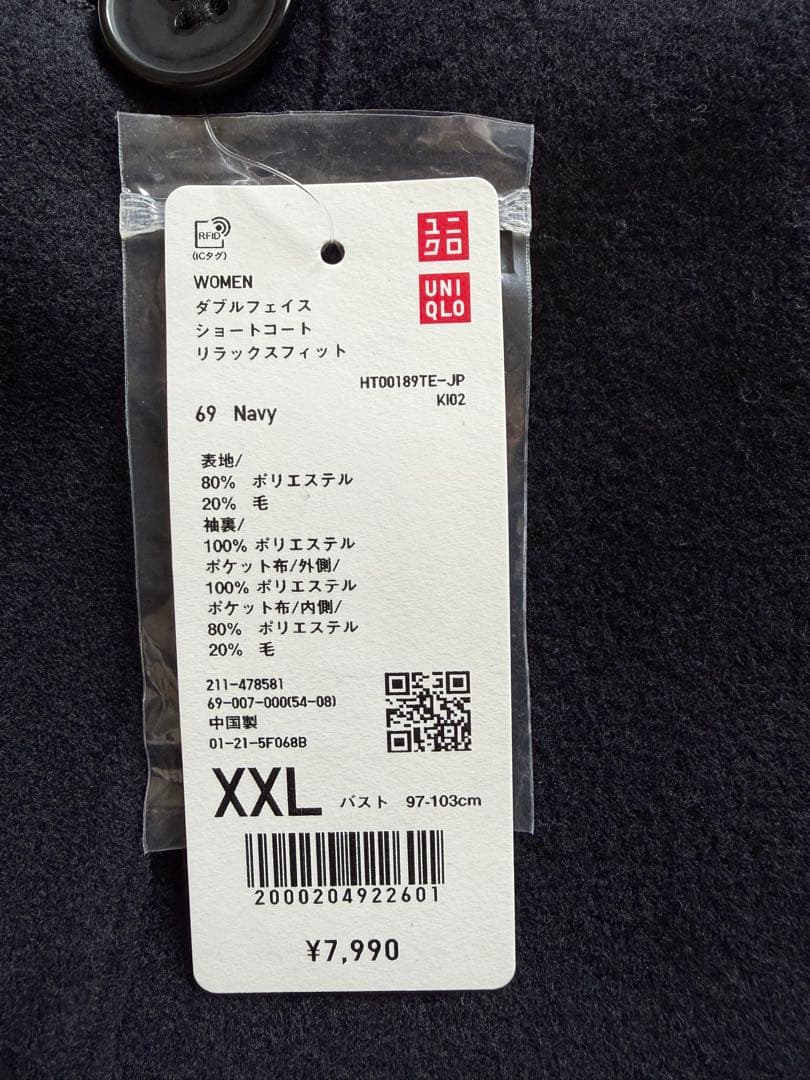 RFID
(ICタグ)
ユニ
クロ
UNI
QLO
WOMEN
ダブルフェイス
ショートコート
リラックスフィット
HT00189TE-JP
KI02
69 Navy
表地/
80% ポリエステル
20% 毛
袖裏/
100% ポリエステル
ポケット布/外側/
100% ポリエステル
ポケット布/内側/
80% ポリエステル
20% 毛
211-478581
69-007-000(54-08)
中国製
01-21-5F068B
XXL バスト 97-103cm
2000204922601
¥7,990